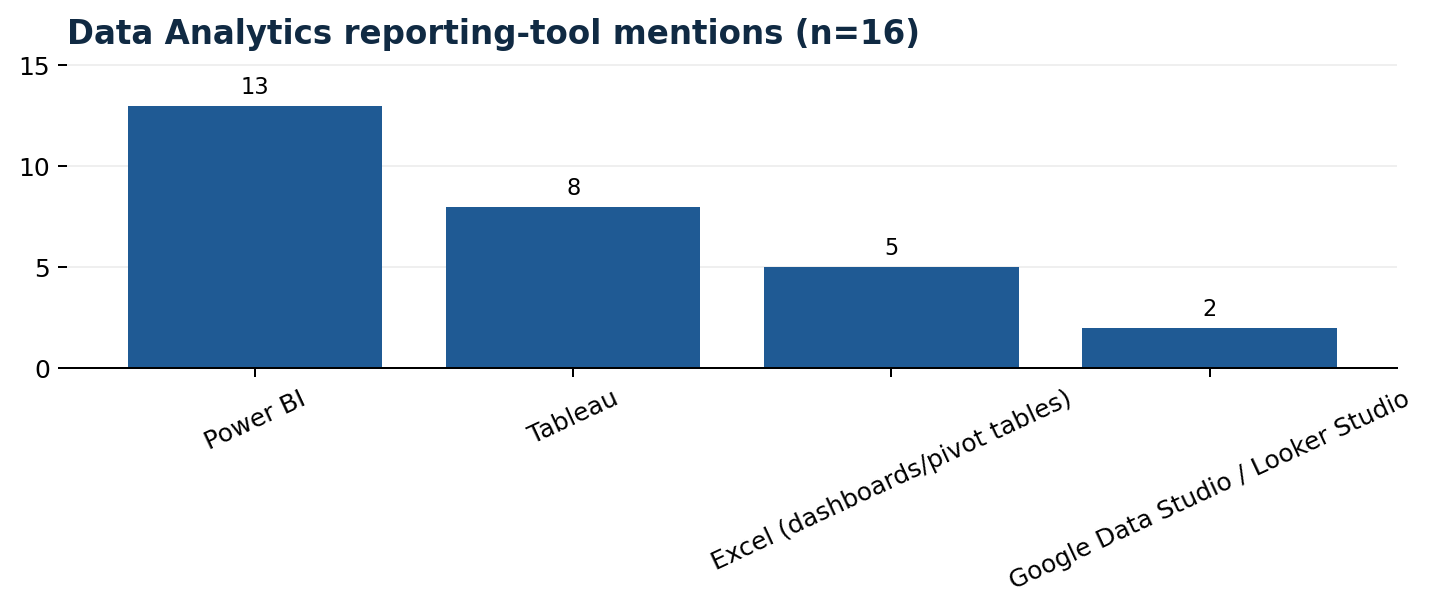 Data Analytics reporting-tool mentions (n=16)
15
10
5
0
13
8
5
2
Power BI
Tableau
Excel (dashboards/pivot tables)
Google Data Studio / Looker Studio